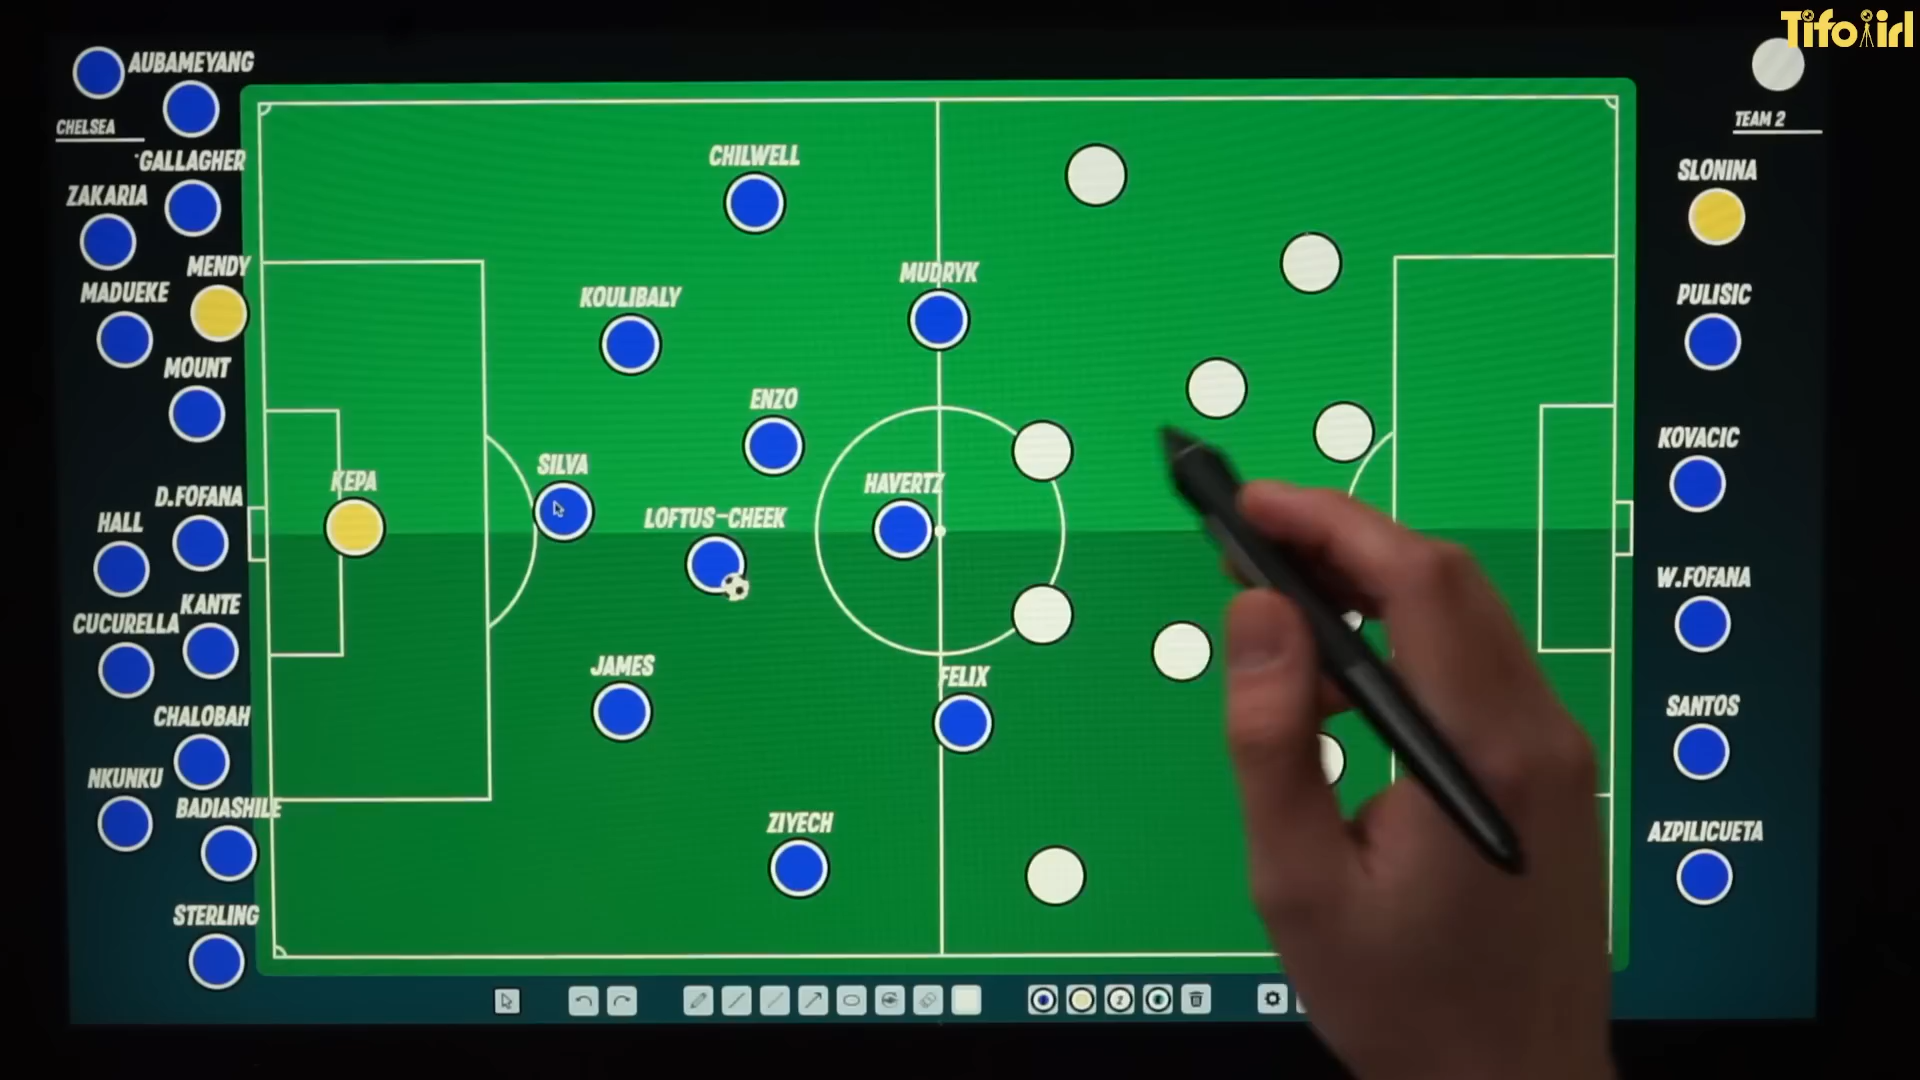 Tifo irl
AUBAMEYANG
CHELSEA
GALLAGHER
ZAKARIA
MENDY
MADUEKE
MOUNT
D.FOFANA
HALL
KANTE
CUCURELLA
CHALOBAH
NKUNKU
BADIASHILE
STERLING
CHILWELL
MUDRYK
KOULIBALY
ENZO
SILVA
KEPA
HAVERTZ
LOFTUS-CHEEK
JAMES
FELIX
ZIYECH
TEAM 2
SLONINA
PULISIC
KOVACIC
W.FOFANA
SANTOS
AZPILICUETA